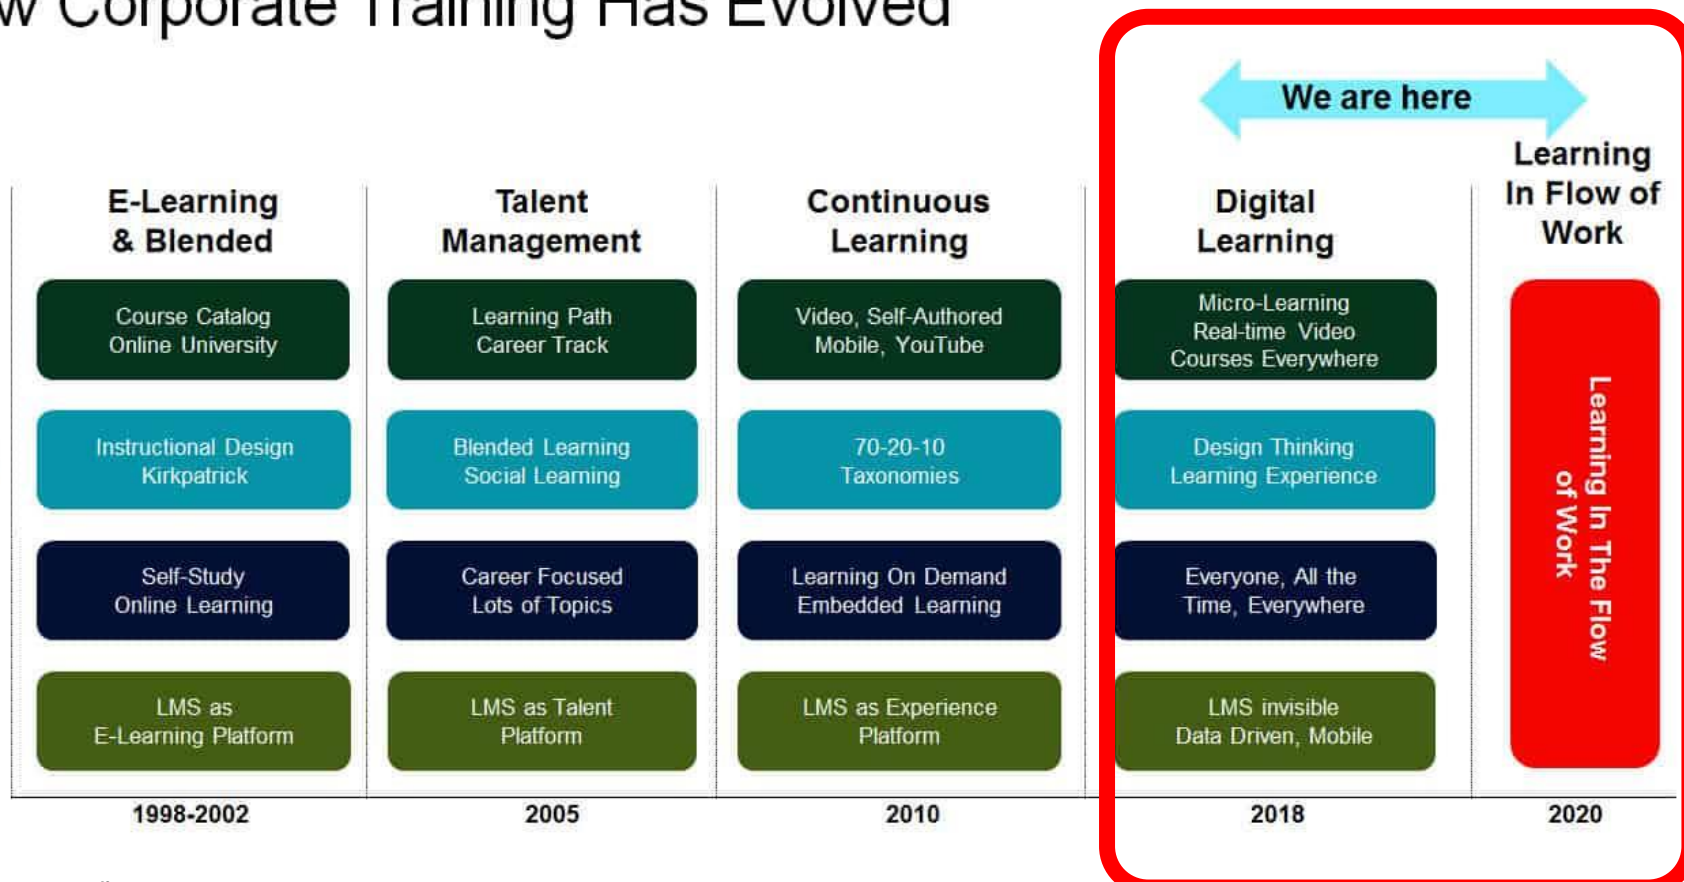 Corporate Training Has Evolved
We are here
E-Learning
& Blended
Course Catalog
Online University
Instructional Design
Kirkpatrick
Self-Study
Online Learning
LMS as
E-Learning Platform
1998-2002
Talent
Management
Learning Path
Career Track
Blended Learning
Social Learning
Career Focused
Lots of Topics
LMS as Talent
Platform
2005
Continuous
Learning
Video, Self-Authored
Mobile, YouTube
70-20-10
Taxonomies
Learning On Demand
Embedded Learning
LMS as Experience
Platform
2010
Digital
Learning
Micro-Learning
Real-time Video
Courses Everywhere
Design Thinking
Learning Experience
Everyone, All the
Time, Everywhere
LMS invisible
Data Driven, Mobile
2018
Learning
In Flow of
Work
Learning In The Flow
of Work
2020